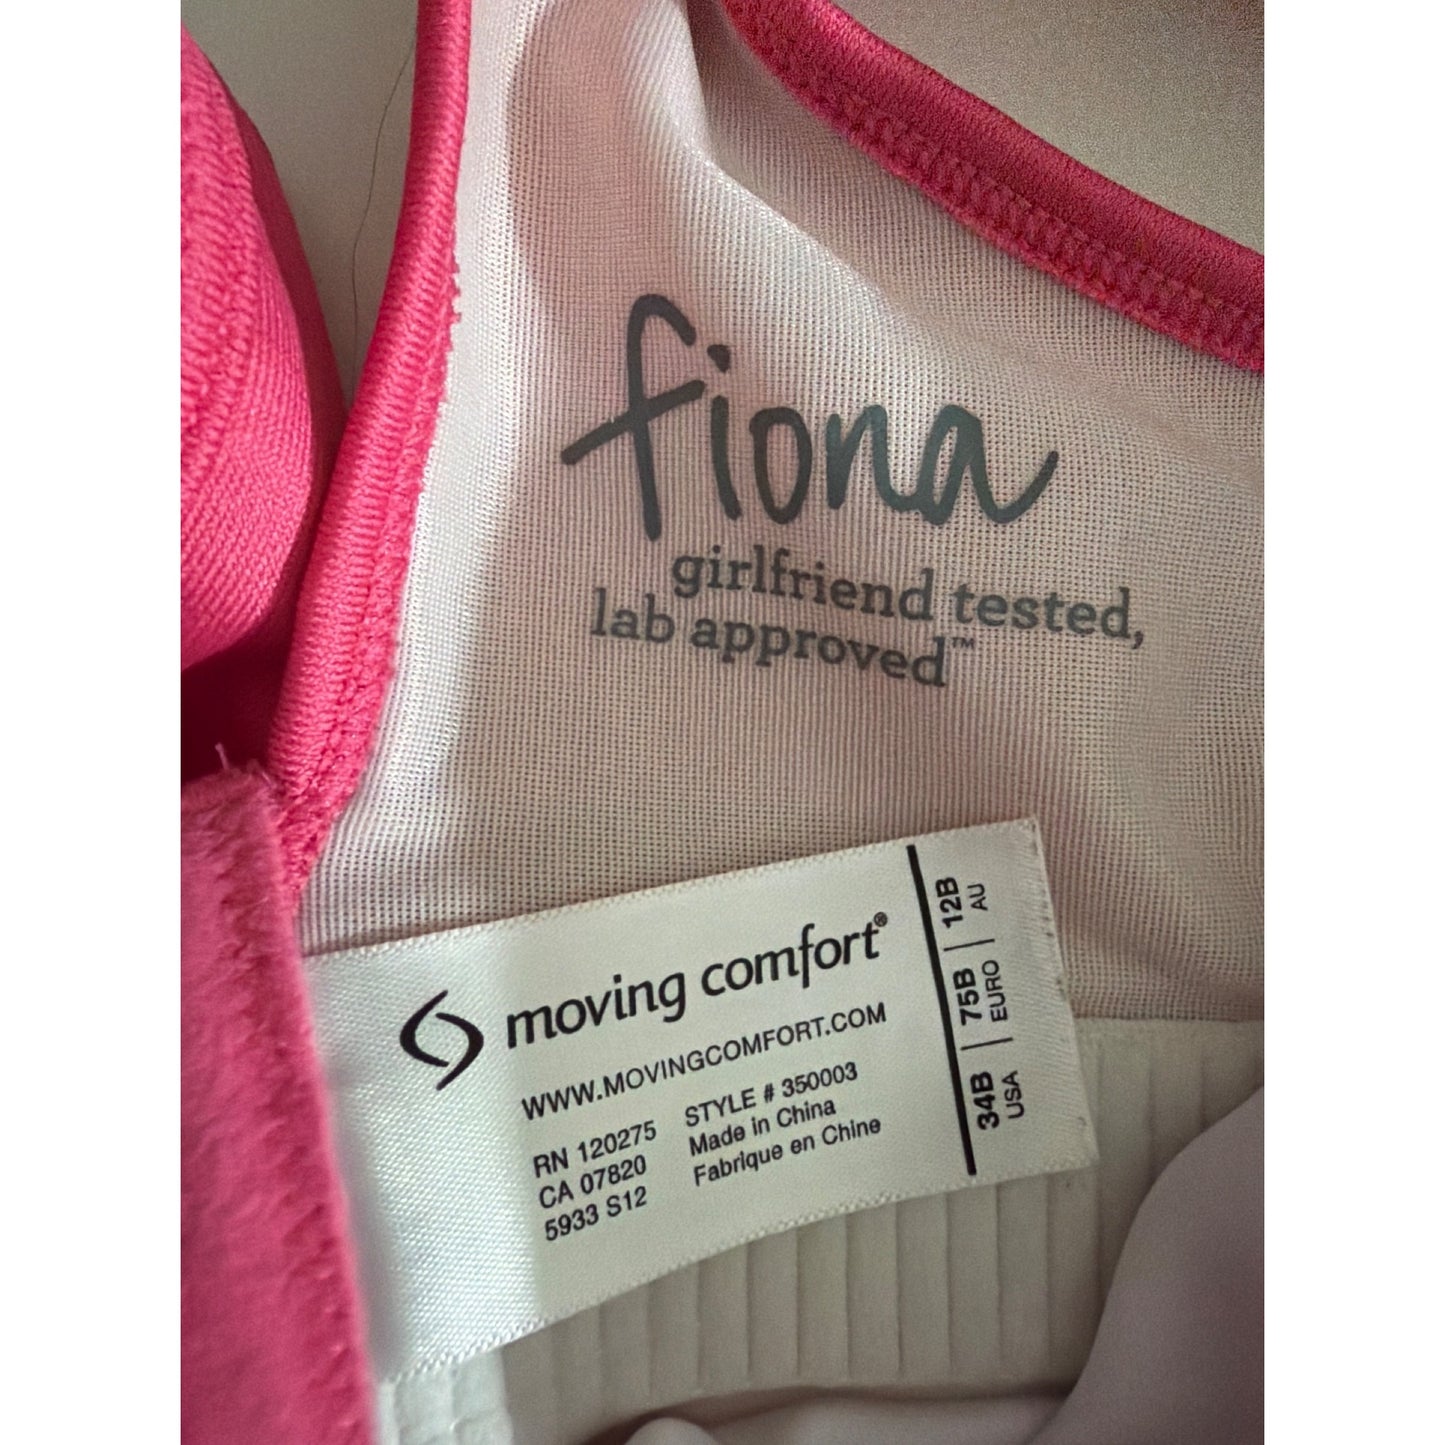 fiona
girlfriend tested,
lab approved™
moving comfort®
WWW.MOVINGCOMFORT.COM
RN 120275
CA 07820
5933 S12
STYLE # 350003
Made in China
Fabrique en Chine
34B | 75B | 12B
USA | EURO | AU